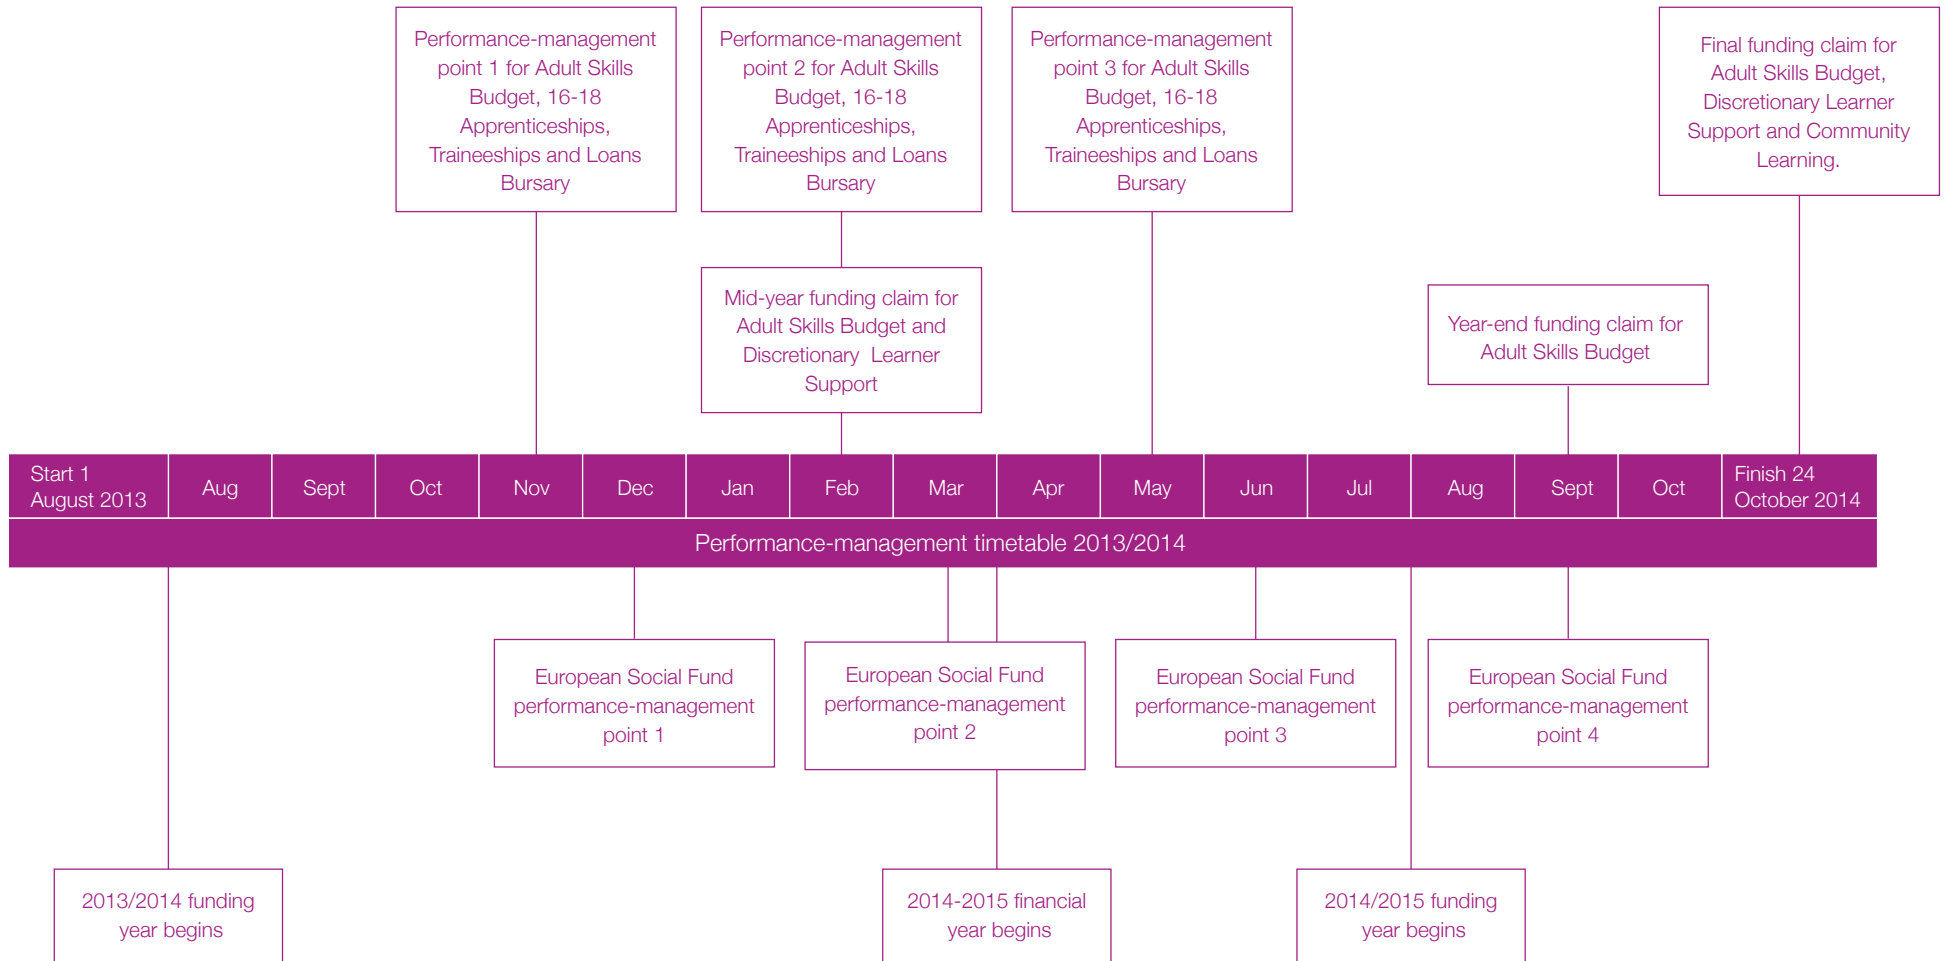 Performance-management
point 1 for Adult Skills
Budget, 16-18
Apprenticeships,
Traineeships and Loans
Bursary
Performance-management
point 2 for Adult Skills
Budget, 16-18
Apprenticeships,
Traineeships and Loans
Bursary
Performance-management
point 3 for Adult Skills
Budget, 16-18
Apprenticeships,
Traineeships and Loans
Bursary
Final funding claim for
Adult Skills Budget,
Discretionary Learner
Support and Community
Learning.
Mid-year funding claim for
Adult Skills Budget and
Discretionary Learner
Support
Year-end funding claim for
Adult Skills Budget
Start 1
August 2013
Aug
Sept
Oct
Nov
Dec
Jan
Feb
Mar
Apr
May
Jun
Jul
Aug
Sept
Oct
Finish 24
October 2014
Performance-management timetable 2013/2014
European Social Fund
performance-management
point 1
European Social Fund
performance-management
point 2
European Social Fund
performance-management
point 3
European Social Fund
performance-management
point 4
2013/2014 funding
year begins
2014-2015 financial
year begins
2014/2015 funding
year begins